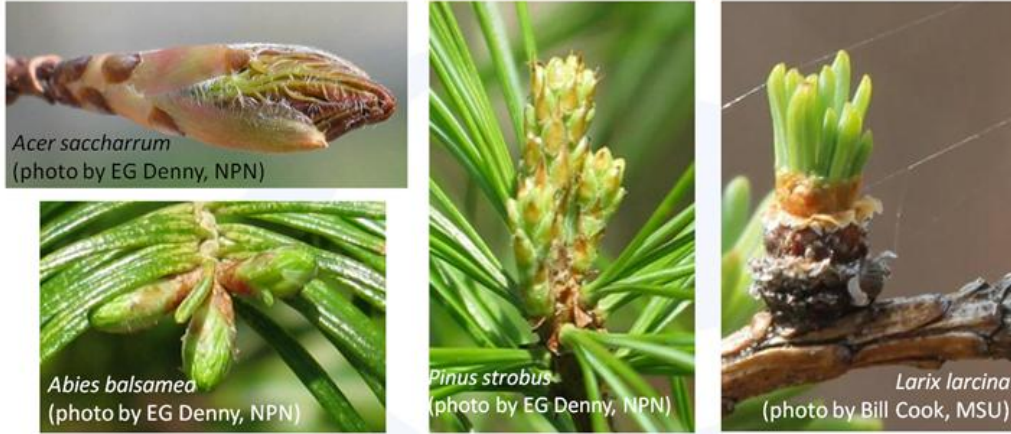 Acer saccharrum
(photo by EG Denny, NPN)
Abies balsamea
(photo by EG Denny, NPN)
Pinus strobus
(photo by EG Denny, NPN)
Larix larcina
(photo by Bill Cook, MSU)